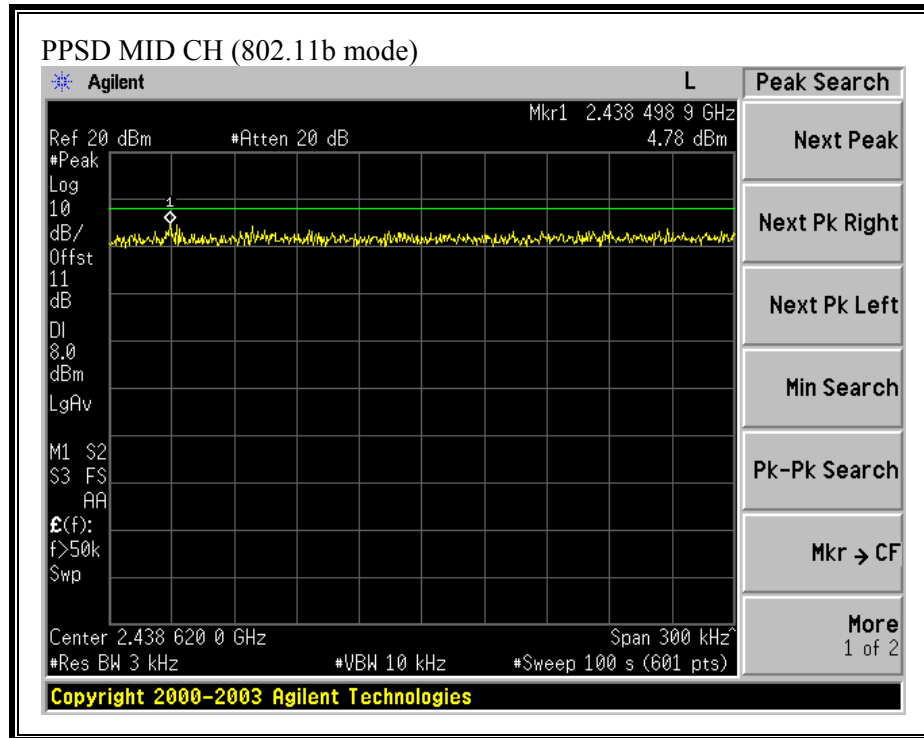 PPSD MID CH (802.11b mode)
Agilent
L
Peak Search
Mkr1 2.438 498 9 GHz
Ref 20 dBm #Atten 20 dB 4.78 dBm
#Peak
Log
10
dB/
Offst
11
dB
DI
8.0
dBm
LgAv
M1 S2
S3 FS
AA
£(f):
f>50k
Swp
1
Center 2.438 620 0 GHz Span 300 kHz^
#Res BW 3 kHz #VBW 10 kHz #Sweep 100 s (601 pts)
Next Peak
Next Pk Right
Next Pk Left
Min Search
Pk-Pk Search
Mkr → CF
More
1 of 2
Copyright 2000-2003 Agilent Technologies